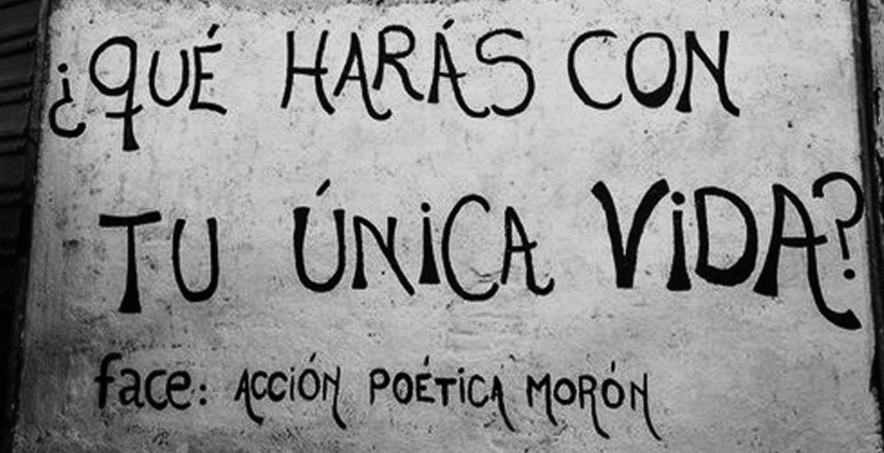 ¿QUÉ HARÁS CON
TU ÚNiCA ViDA?
face: ACCiÓN POÉTiCA MORÓN